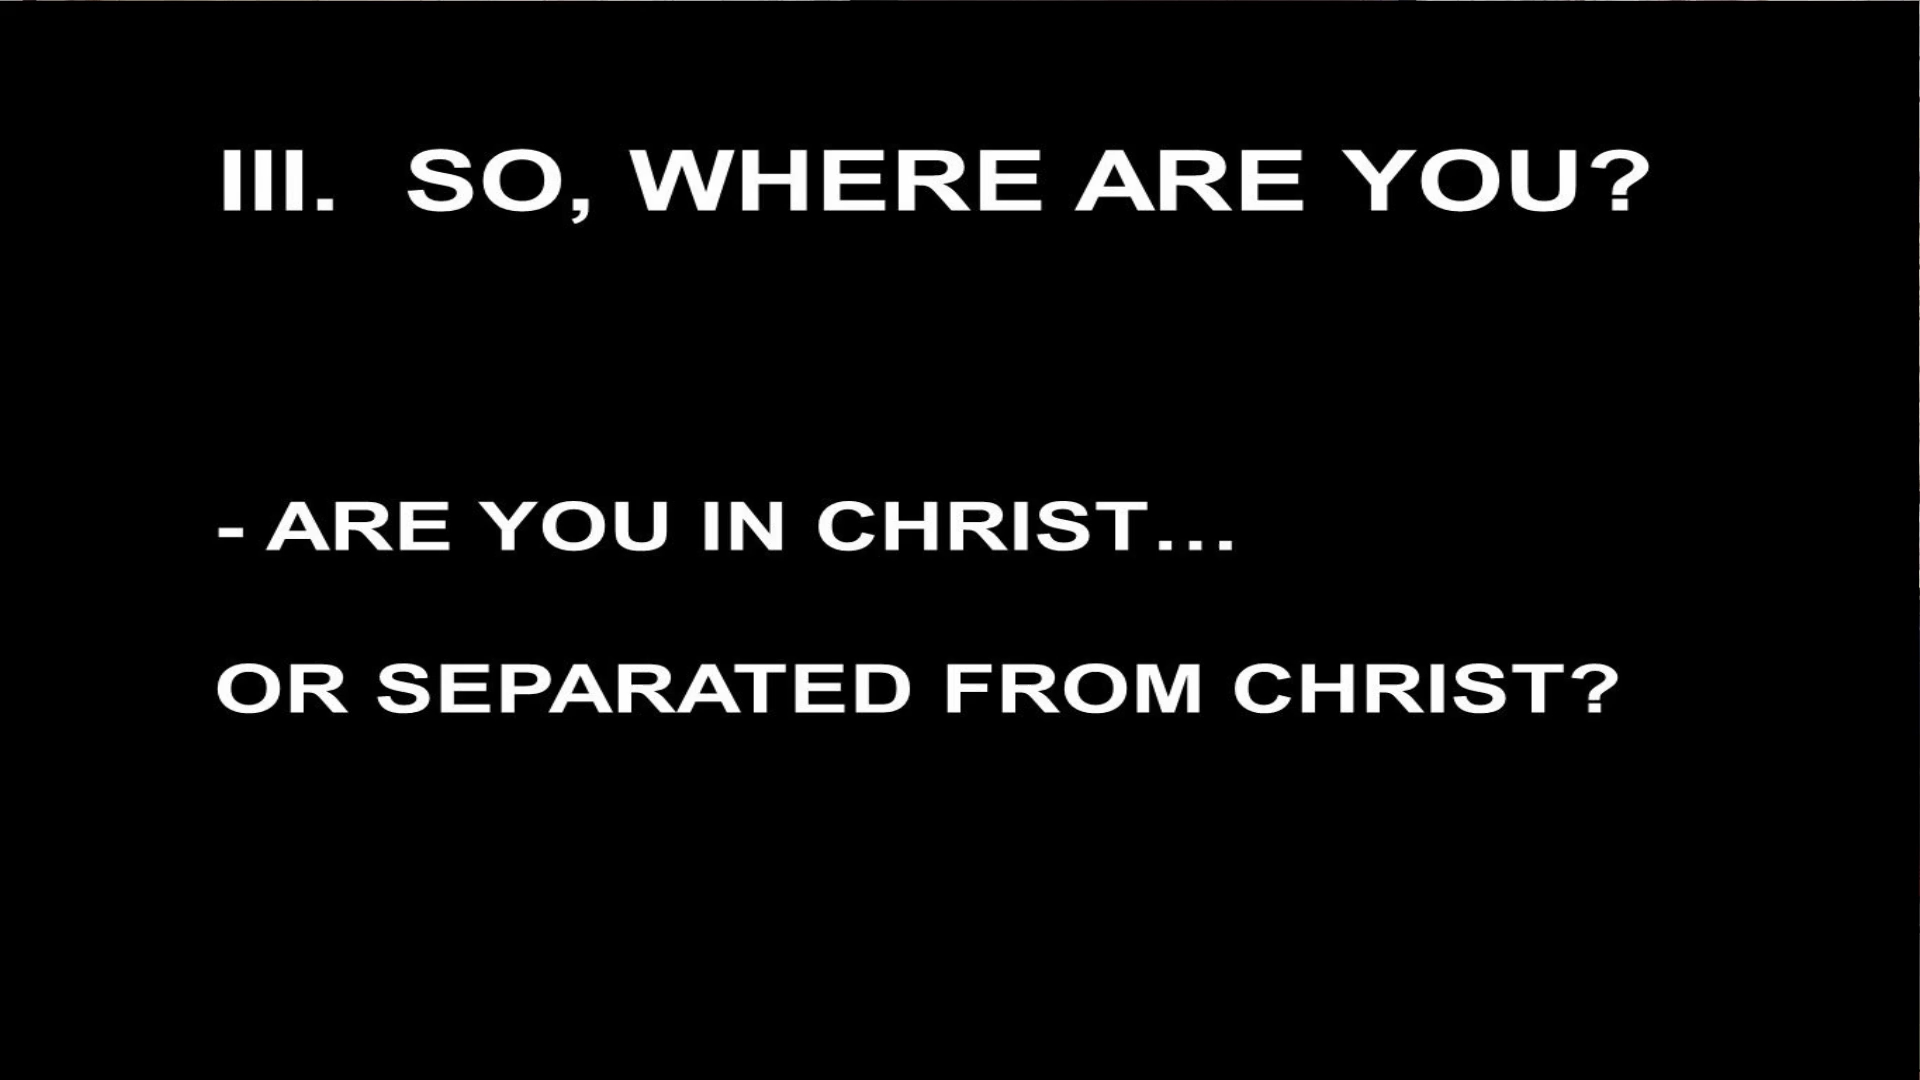 III.  SO, WHERE ARE YOU?
- ARE YOU IN CHRIST…
OR SEPARATED FROM CHRIST?